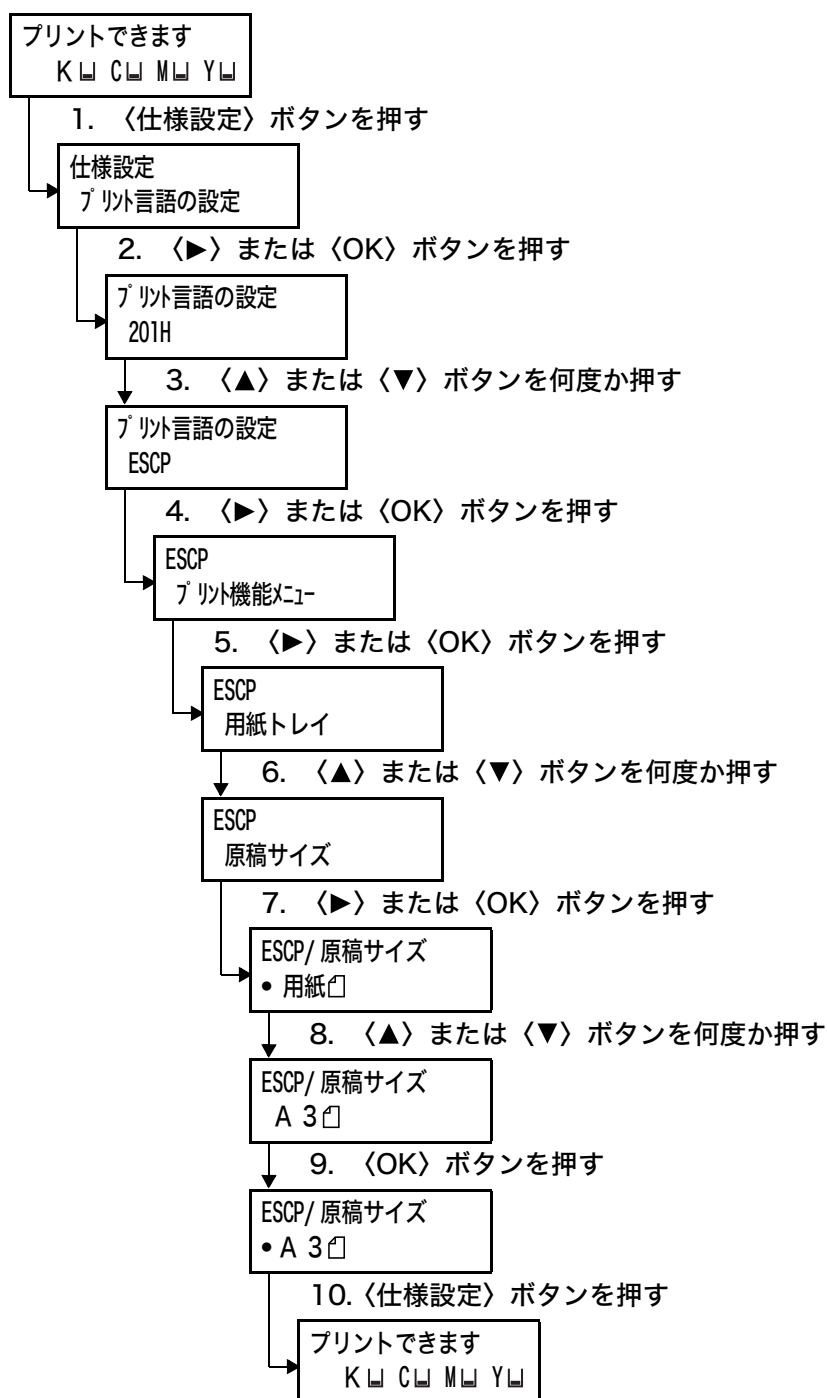 プリントできます
K C M Y
1. 〈仕様設定〉ボタンを押す
仕様設定
プリント言語の設定
2. 〈▶〉または〈OK〉ボタンを押す
プリント言語の設定
201H
3. 〈▲〉または〈▼〉ボタンを何度か押す
プリント言語の設定
ESCP
4. 〈▶〉または〈OK〉ボタンを押す
ESCP
プリント機能メニュー
5. 〈▶〉または〈OK〉ボタンを押す
ESCP
用紙トレイ
6. 〈▲〉または〈▼〉ボタンを何度か押す
ESCP
原稿サイズ
7. 〈▶〉または〈OK〉ボタンを押す
ESCP/ 原稿サイズ
• 用紙
8. 〈▲〉または〈▼〉ボタンを何度か押す
ESCP/ 原稿サイズ
A 3
9. 〈OK〉ボタンを押す
ESCP/ 原稿サイズ
• A 3
10.〈仕様設定〉ボタンを押す
プリントできます
K C M Y